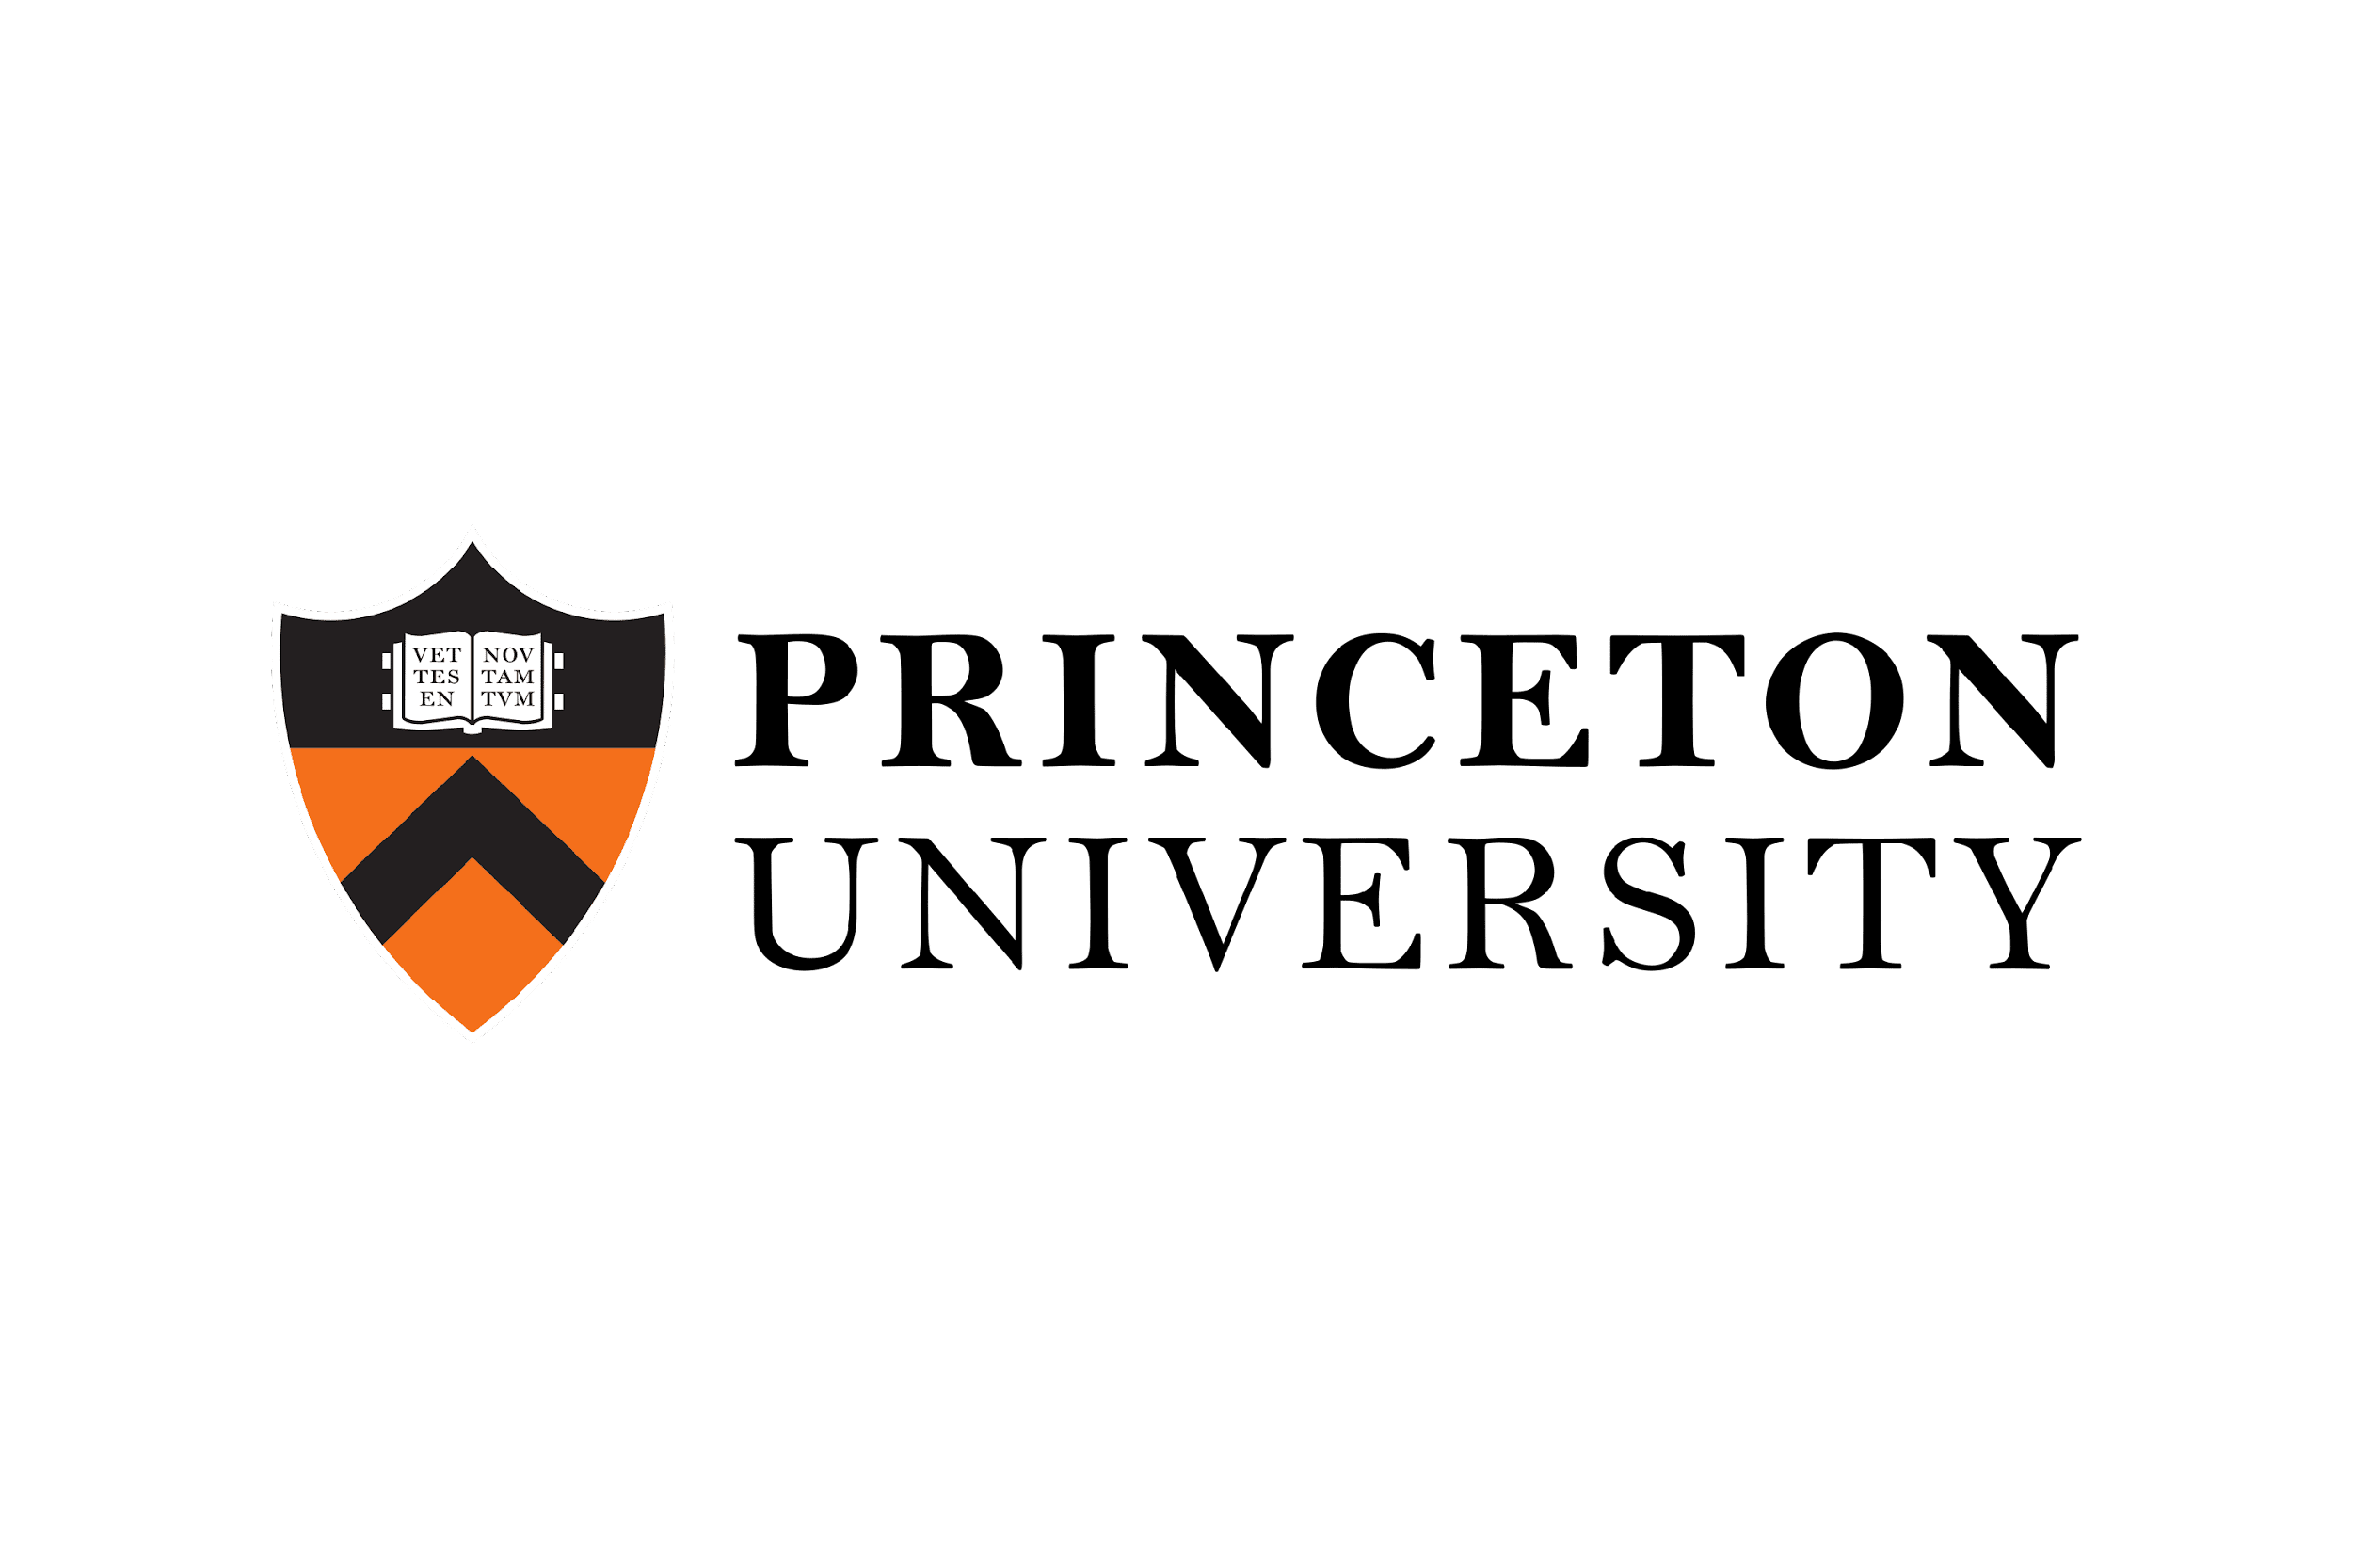 VET NOV
TES TAM
EN TVM
PRINCETON
UNIVERSITY